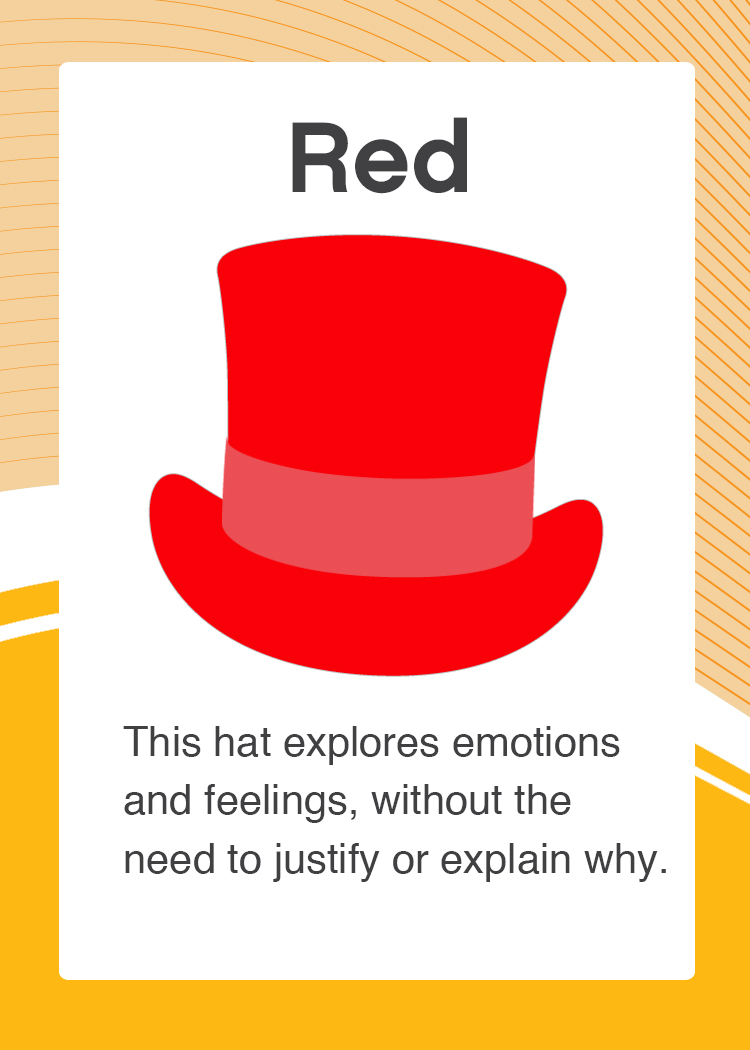 Red
This hat explores emotions
and feelings, without the
need to justify or explain why.